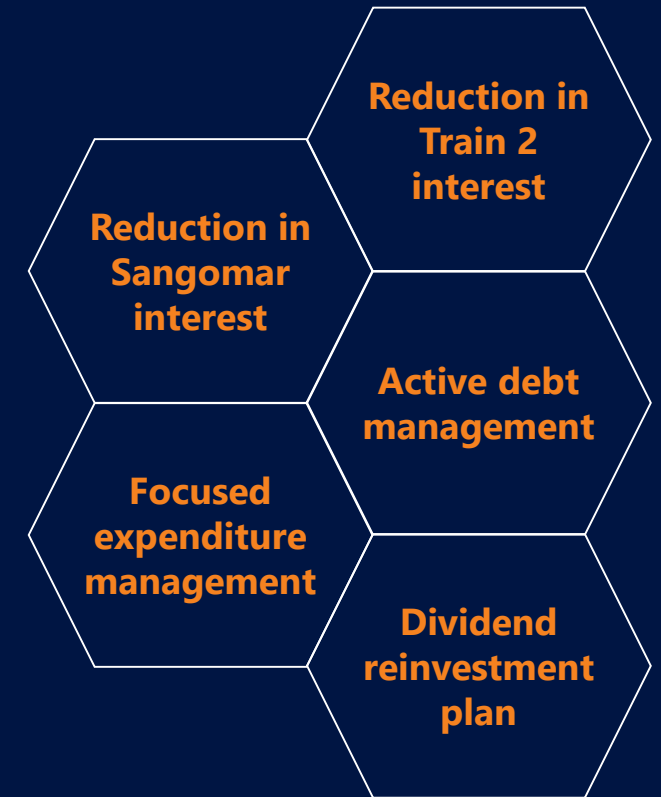 Reduction in
Train 2
interest
Reduction in
Sangomar
interest
Active debt
management
Focused
expenditure
management
Dividend
reinvestment
plan